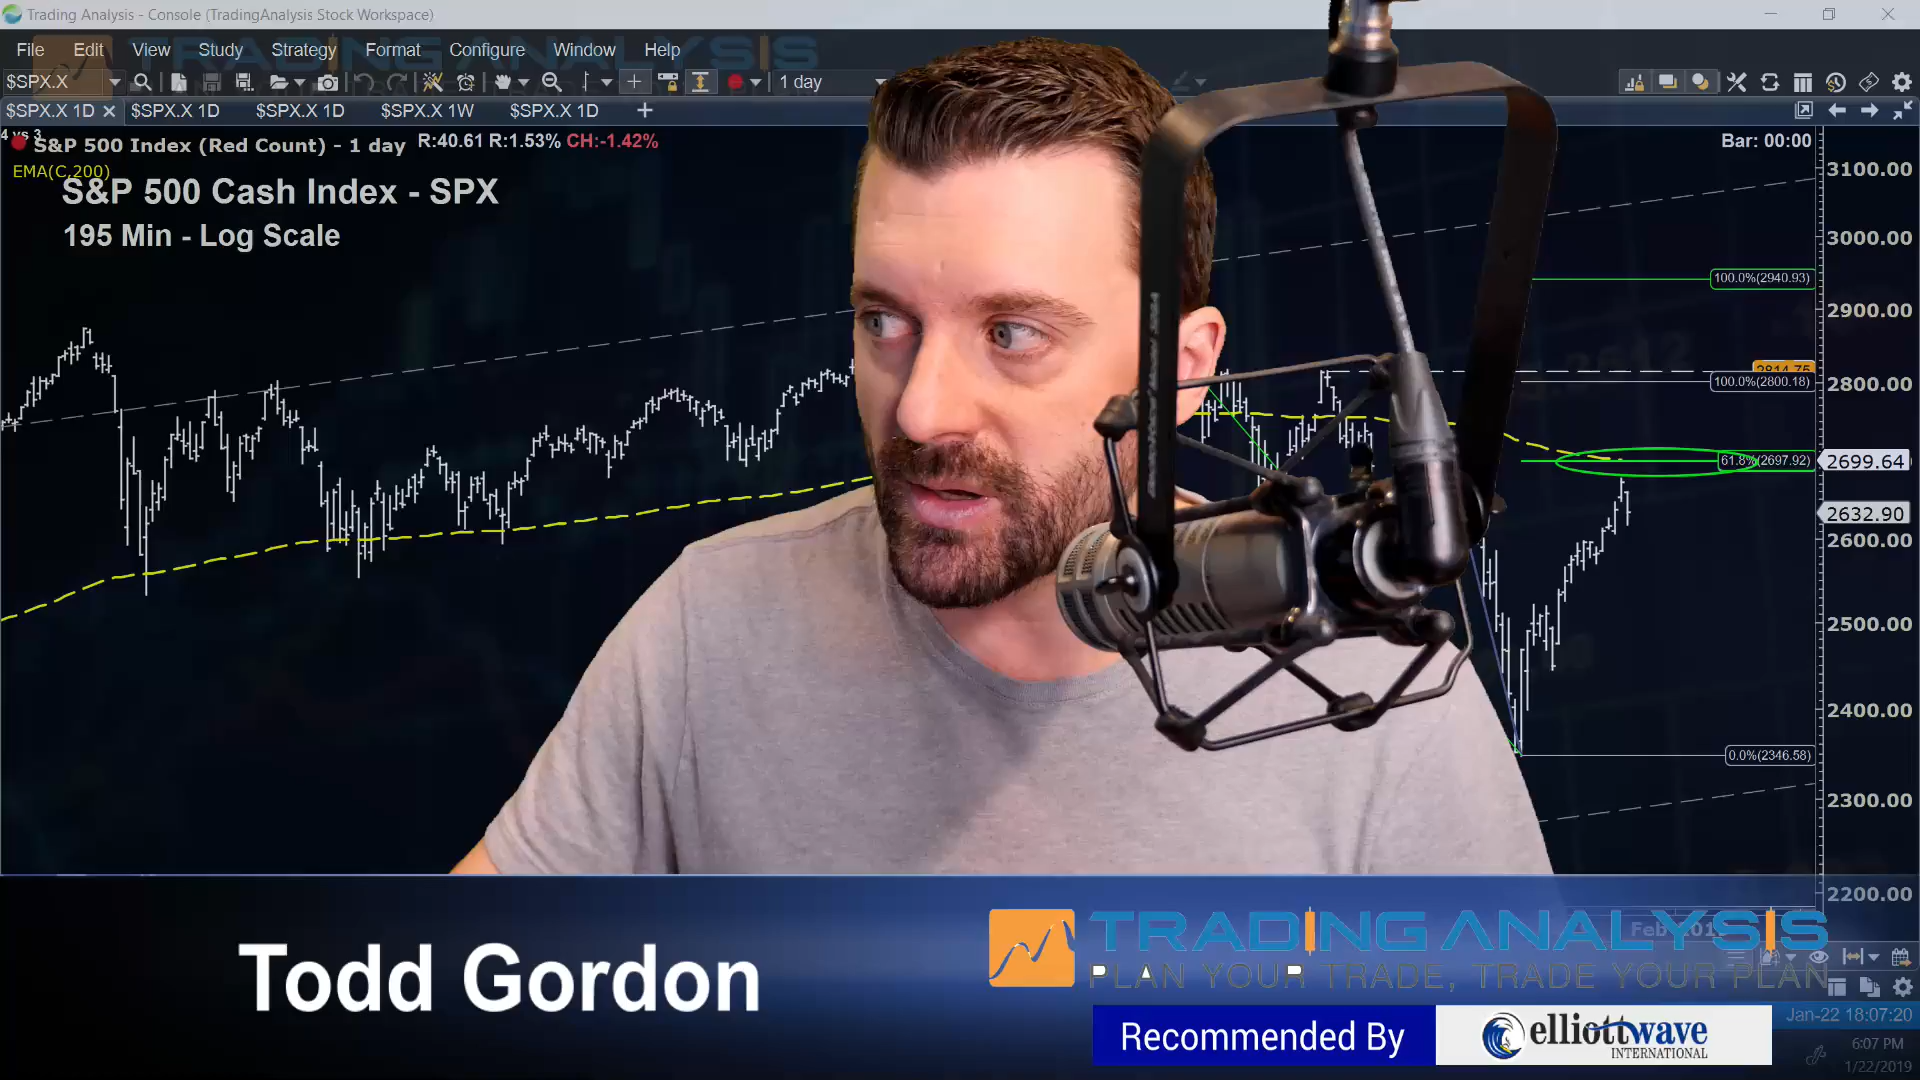 Trading Analysis - Console (TradingAnalysis Stock Workspace)
File Edit View Study Strategy Format Configure Window Help
$SPX.X
1 day
$SPX.X 1D
$SPX.X 1D
$SPX.X 1D
$SPX.X 1W
$SPX.X 1D
4 vs 3
S&P 500 Index (Red Count) - 1 day R:40.61 R:1.53% CH:-1.42%
Bar: 00:00
EMA(C,200)
S&P 500 Cash Index - SPX
195 Min - Log Scale
3100.00
3000.00
100.0%(2940.93)
2900.00
2814.75
100.0%(2800.18)
2800.00
61.8%(2697.92)
2699.64
2632.90
2600.00
2500.00
2400.00
0.0%(2346.58)
2300.00
2200.00
Todd Gordon
TRADING ANALYSIS
PLAN YOUR TRADE, TRADE YOUR PLAN
Recommended By
elliottwave
INTERNATIONAL
Jan-22 18:07:20
6:07 PM
1/22/2019